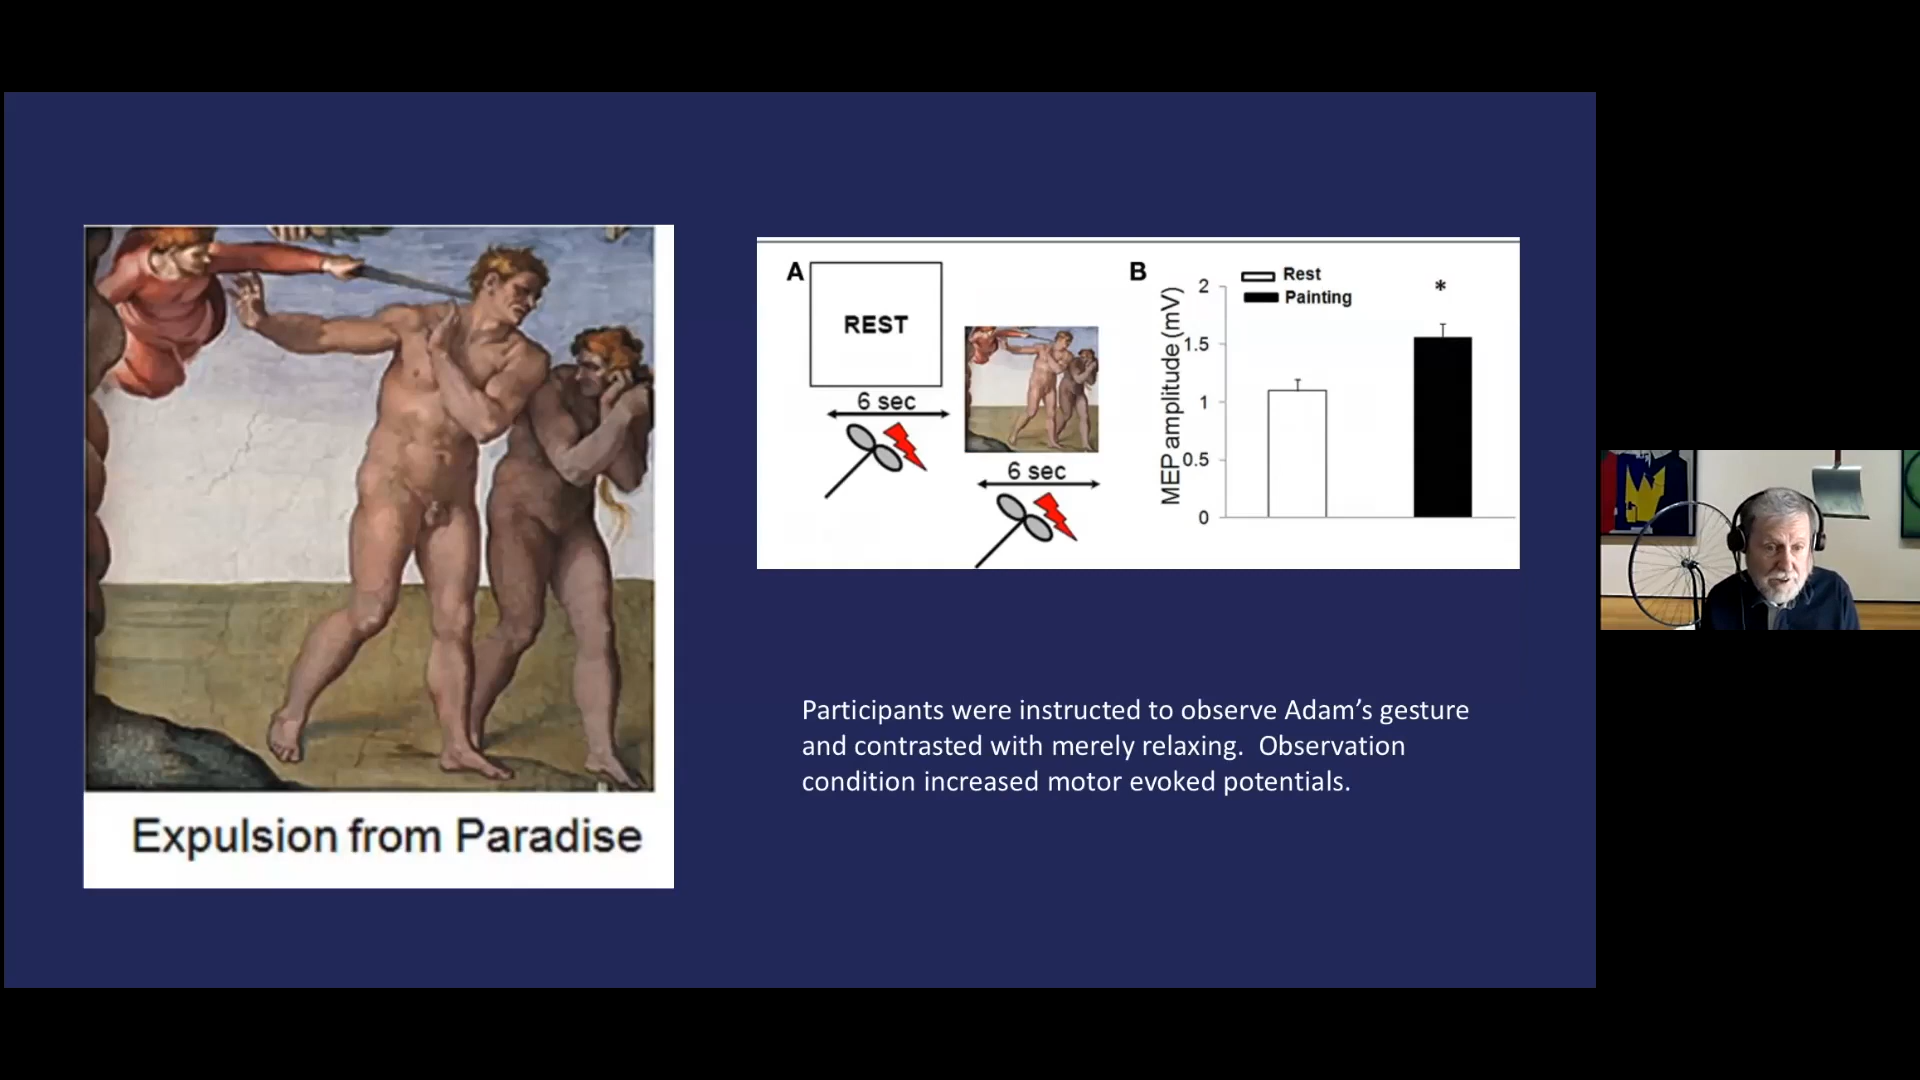 Expulsion from Paradise
A
REST
6 sec
6 sec
B
Rest
Painting
*
MEP amplitude (mV)
2
1.5
1
0.5
0
Participants were instructed to observe Adam’s gesture
and contrasted with merely relaxing.  Observation
condition increased motor evoked potentials.